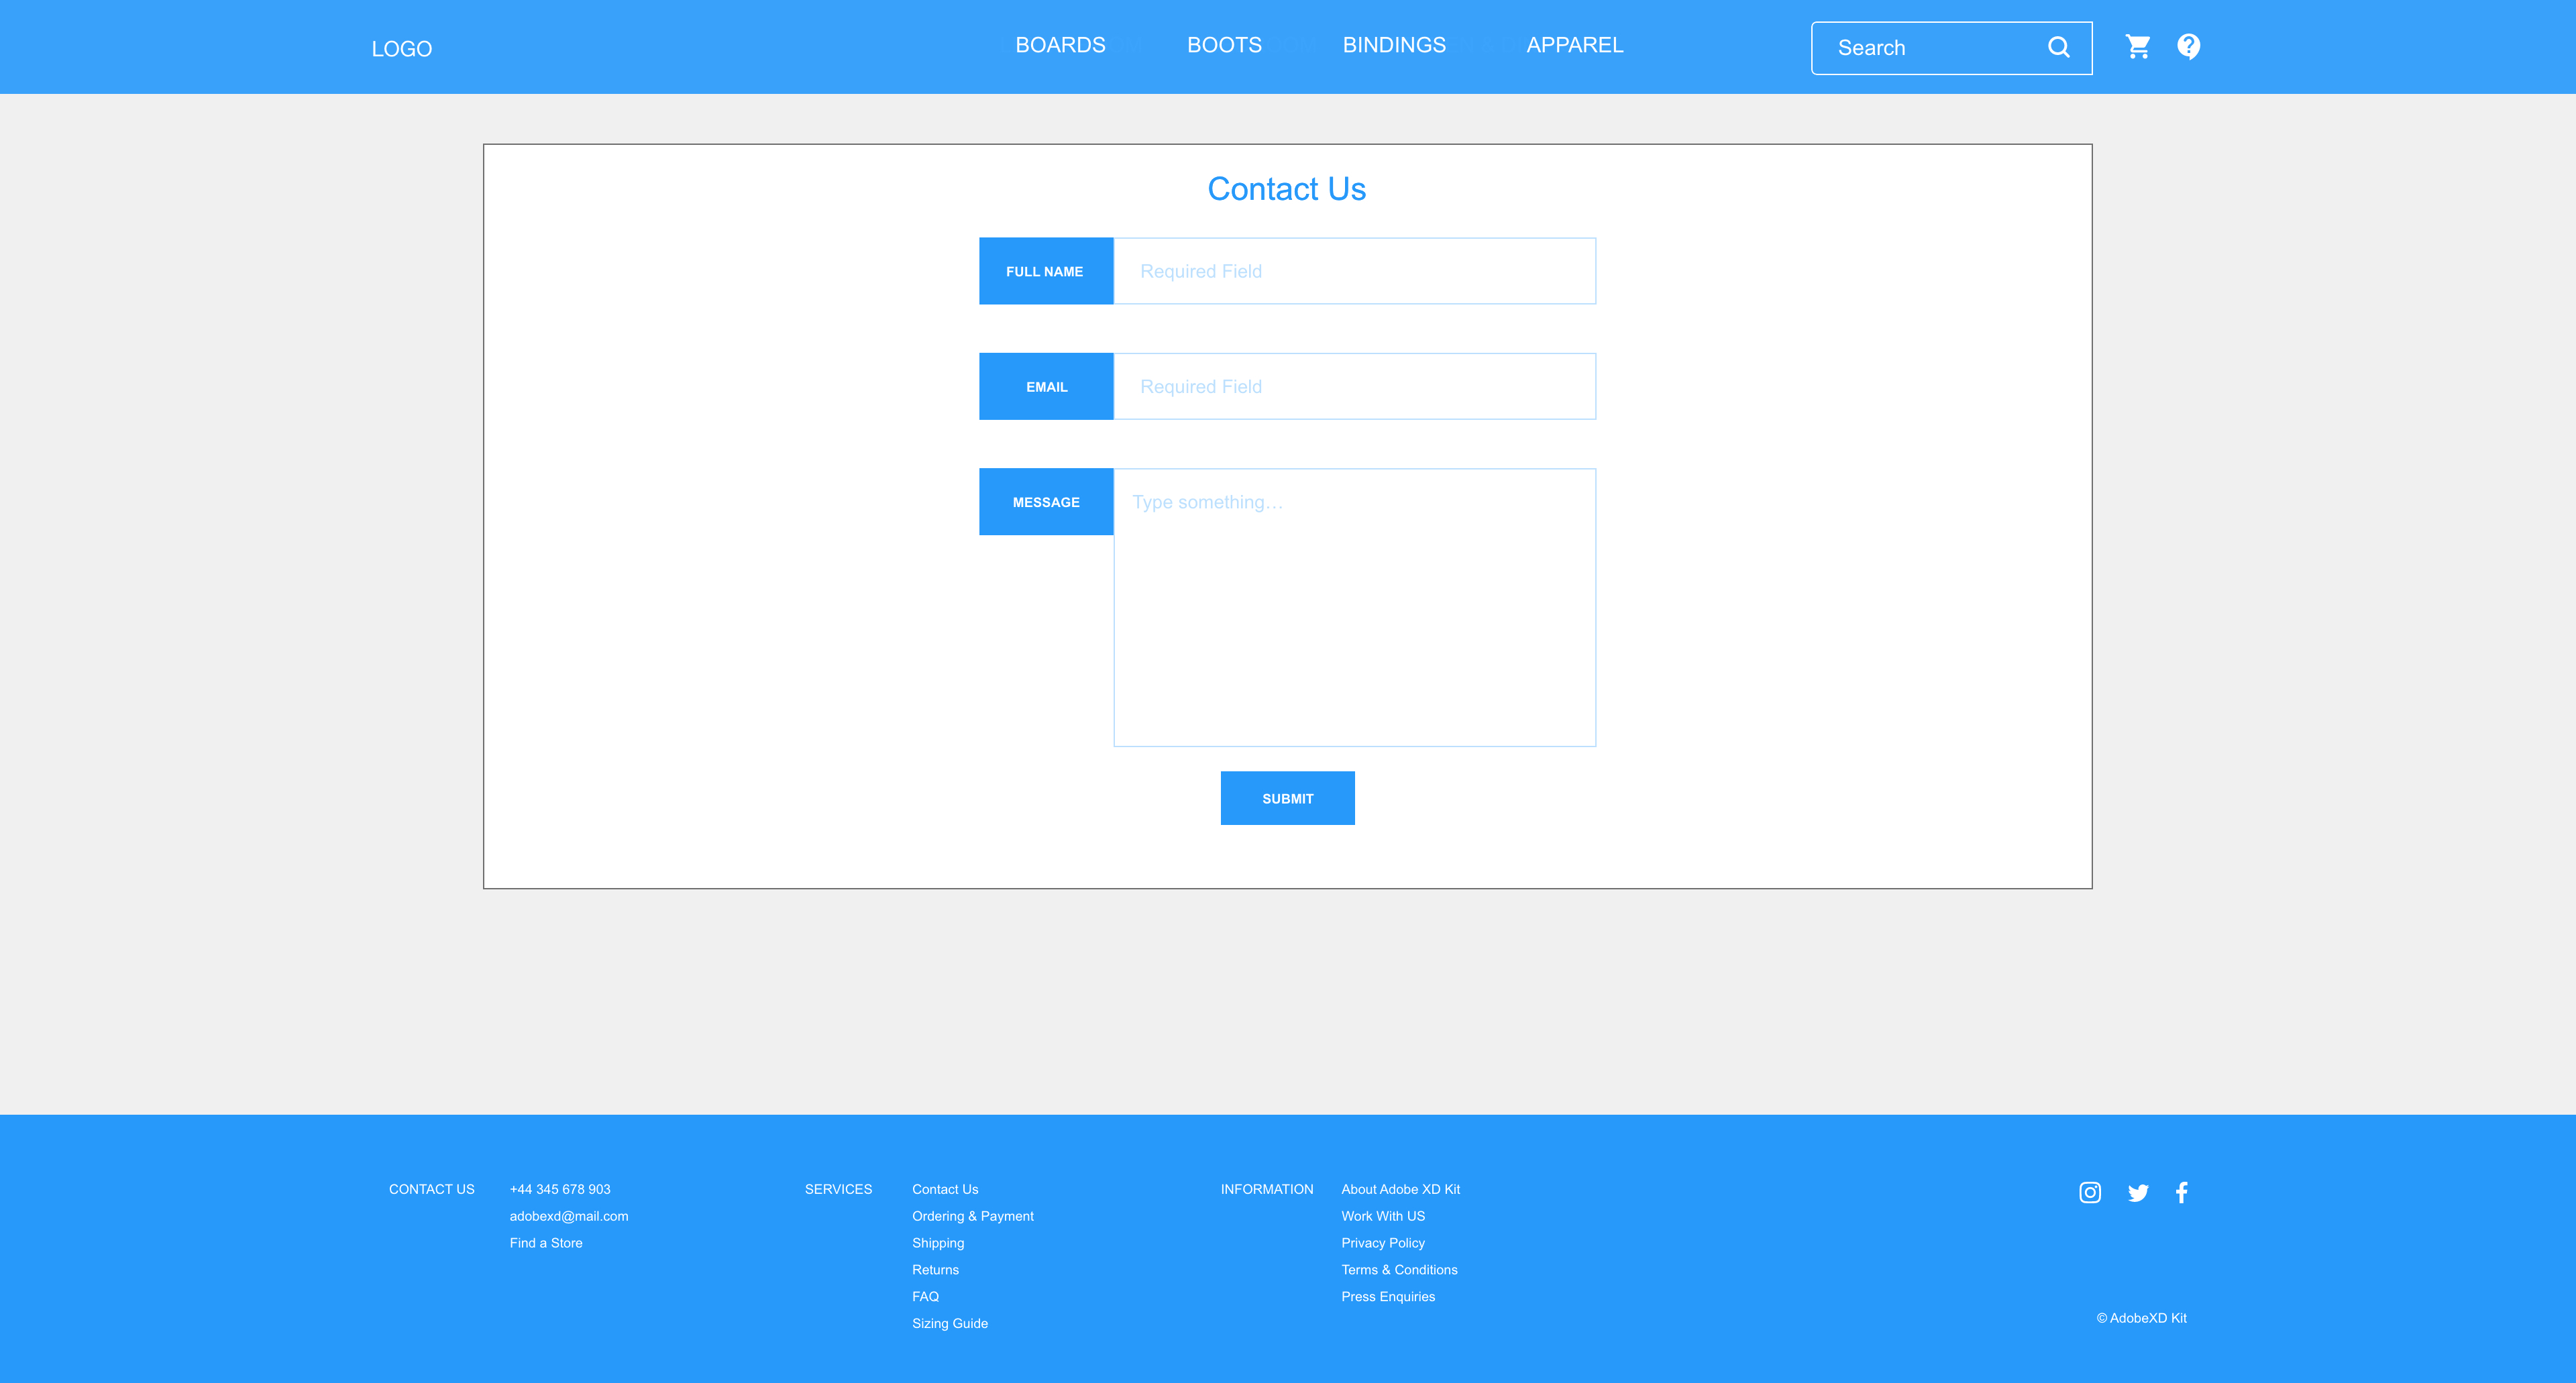 LOGO
BOARDS
BOOTS
BINDINGS
APPAREL
Search
Contact Us
FULL NAME
Required Field
EMAIL
Required Field
MESSAGE
Type something...
SUBMIT
CONTACT US
+44 345 678 903
adobexd@mail.com
Find a Store
SERVICES
Contact Us
Ordering & Payment
Shipping
Returns
FAQ
Sizing Guide
INFORMATION
About Adobe XD Kit
Work With US
Privacy Policy
Terms & Conditions
Press Enquiries
© AdobeXD Kit